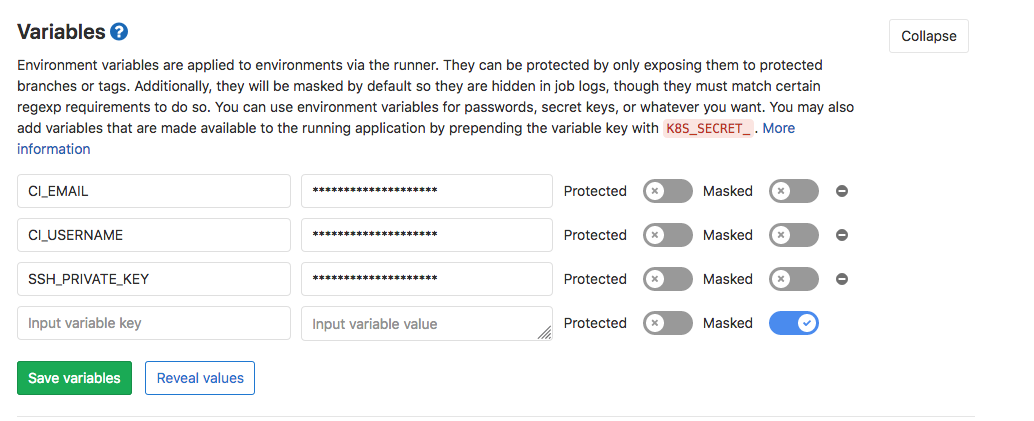 Variables ?
Collapse
Environment variables are applied to environments via the runner. They can be protected by only exposing them to protected
branches or tags. Additionally, they will be masked by default so they are hidden in job logs, though they must match certain
regexp requirements to do so. You can use environment variables for passwords, secret keys, or whatever you want. You may also
add variables that are made available to the running application by prepending the variable key with K8S_SECRET_. More
information
CI_EMAIL ******************** Protected Masked
CI_USERNAME ******************** Protected Masked
SSH_PRIVATE_KEY ******************** Protected Masked
Input variable key Input variable value Protected Masked
Save variables Reveal values